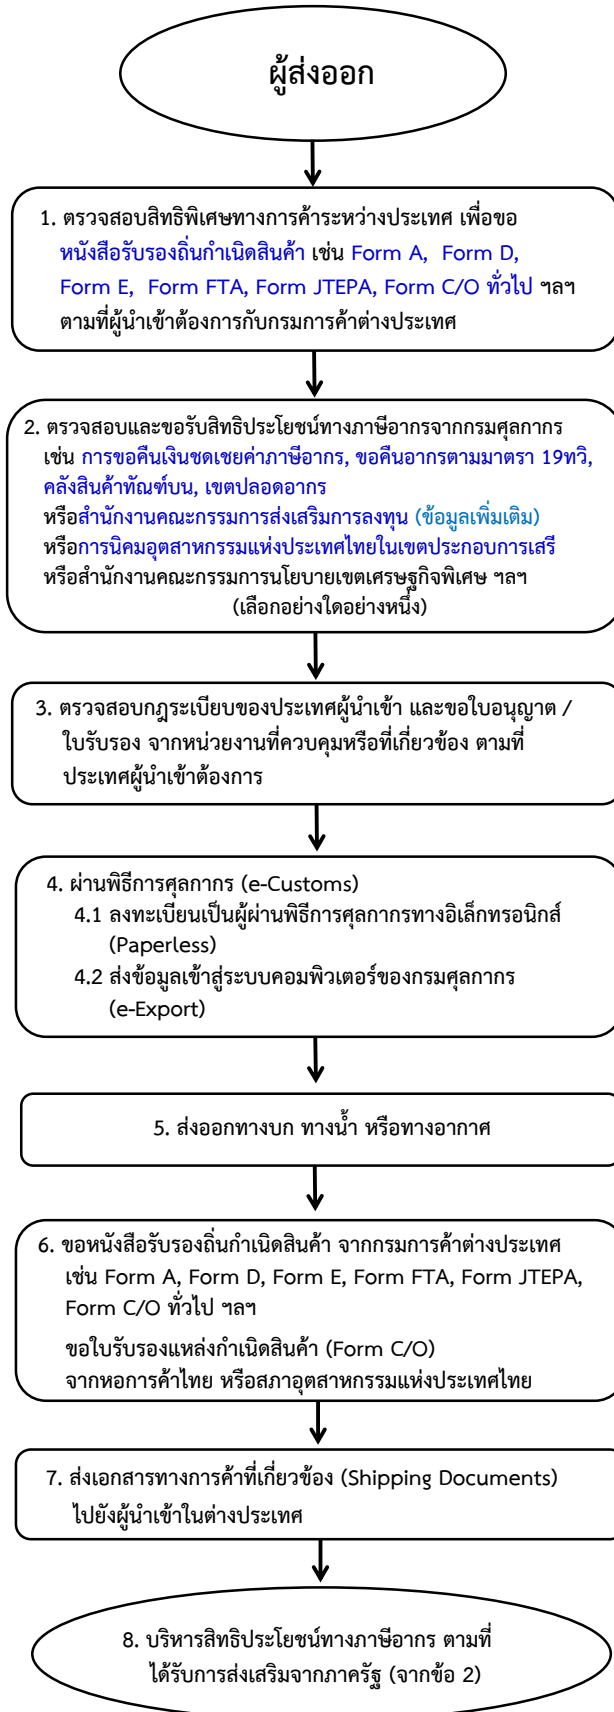 ผู้ส่งออก
1. ตรวจสอบสิทธิพิเศษทางการค้าระหว่างประเทศ เพื่อขอ
หนังสือรับรองถิ่นกำเนิดสินค้า เช่น Form A, Form D,
Form E, Form FTA, Form JTEPA, Form C/O ทั่วไป ฯลฯ
ตามที่ผู้นำเข้าต้องการกับกรมการค้าต่างประเทศ
2. ตรวจสอบและขอรับสิทธิประโยชน์ทางภาษีอากรจากกรมศุลกากร
เช่น การขอคืนเงินชดเชยค่าภาษีอากร, ขอคืนอากรตามมาตรา 19ทวิ,
คลังสินค้าทัณฑ์บน, เขตปลอดอากร
หรือสำนักงานคณะกรรมการส่งเสริมการลงทุน (ข้อมูลเพิ่มเติม)
หรือการนิคมอุตสาหกรรมแห่งประเทศไทยในเขตประกอบการเสรี
หรือสำนักงานคณะกรรมการนโยบายเขตเศรษฐกิจพิเศษ ฯลฯ
(เลือกอย่างใดอย่างหนึ่ง)
3. ตรวจสอบกฎระเบียบของประเทศผู้นำเข้า และขอใบอนุญาต /
ใบรับรอง จากหน่วยงานที่ควบคุมหรือที่เกี่ยวข้อง ตามที่
ประเทศผู้นำเข้าต้องการ
4. ผ่านพิธีการศุลกากร (e-Customs)
4.1 ลงทะเบียนเป็นผู้ผ่านพิธีการศุลกากรทางอิเล็กทรอนิกส์
(Paperless)
4.2 ส่งข้อมูลเข้าสู่ระบบคอมพิวเตอร์ของกรมศุลกากร
(e-Export)
5. ส่งออกทางบก ทางน้ำ หรือทางอากาศ
6. ขอหนังสือรับรองถิ่นกำเนิดสินค้า จากกรมการค้าต่างประเทศ
เช่น Form A, Form D, Form E, Form FTA, Form JTEPA,
Form C/O ทั่วไป ฯลฯ
ขอใบรับรองแหล่งกำเนิดสินค้า (Form C/O)
จากหอการค้าไทย หรือสภาอุตสาหกรรมแห่งประเทศไทย
7. ส่งเอกสารทางการค้าที่เกี่ยวข้อง (Shipping Documents)
ไปยังผู้นำเข้าในต่างประเทศ
8. บริหารสิทธิประโยชน์ทางภาษีอากร ตามที่
ได้รับการส่งเสริมจากภาครัฐ (จากข้อ 2)